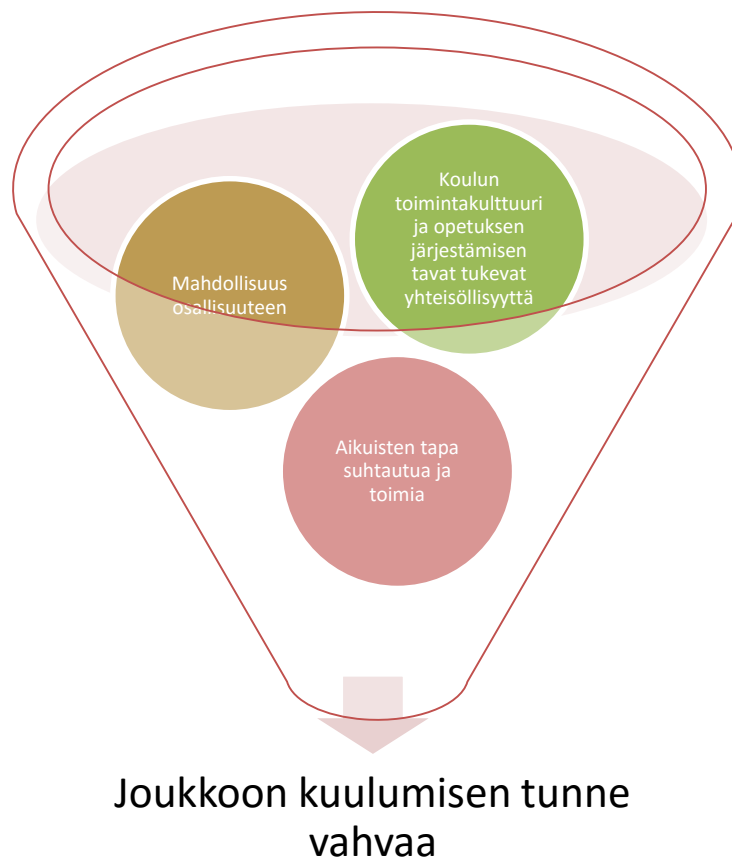 Koulun
toimintakulttuuri
ja opetuksen
järjestämisen
tavat tukevat
yhteisöllisyyttä
Mahdollisuus
osallisuuteen
Aikuisten tapa
suhtautua ja
toimia
Joukkoon kuulumisen tunne
vahvaa